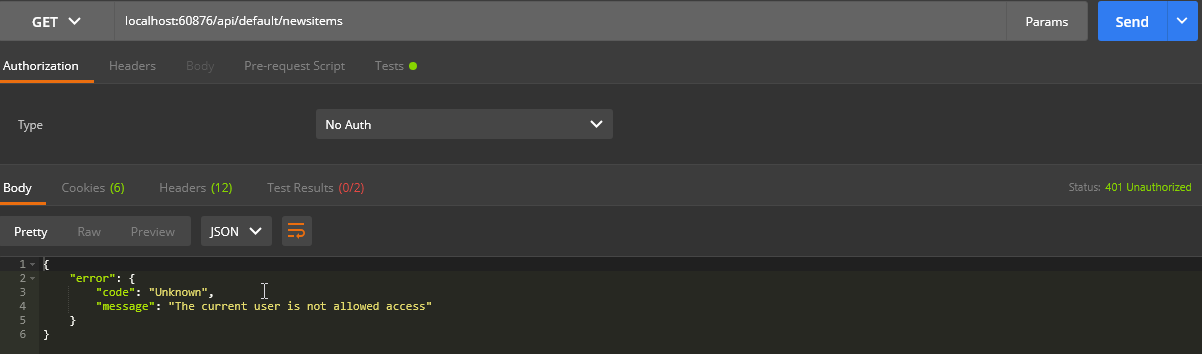 GET localhost:60876/api/default/newsitems Params Send
Authorization Headers Body Pre-request Script Tests
Type No Auth
Body Cookies (6) Headers (12) Test Results (0/2) Status: 401 Unauthorized
Pretty Raw Preview JSON
1 {
2 "error": {
3 "code": "Unknown",
4 "message": "The current user is not allowed access"
5 }
6 }